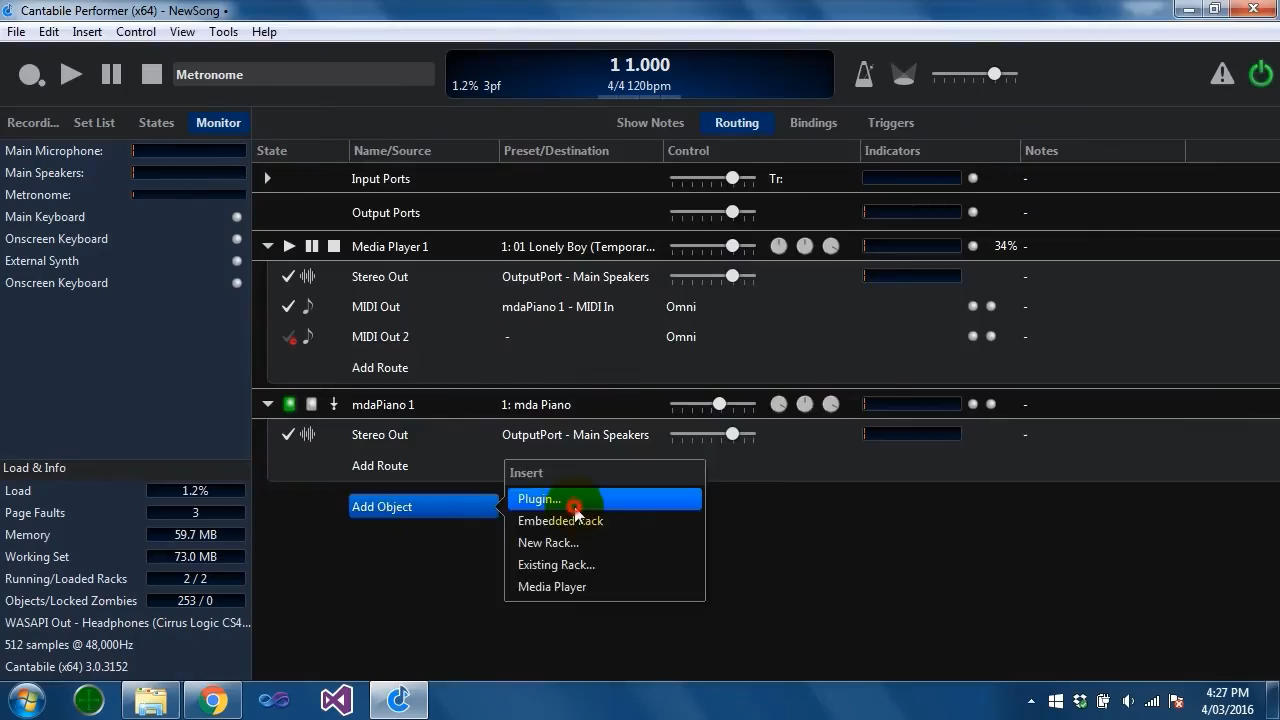 Cantabile Performer (x64) - NewSong •
File Edit Insert Control View Tools Help
Metronome
1 1.000
1.2% 3pf 4/4 120bpm
Recordi... Set List States Monitor
Show Notes Routing Bindings Triggers
Main Microphone:
Main Speakers:
Metronome:
Main Keyboard
Onscreen Keyboard
External Synth
Onscreen Keyboard
State Name/Source Preset/Destination Control Indicators Notes
Input Ports Tr: -
Output Ports -
Media Player 1 1: 01 Lonely Boy (Temporar... 34% -
Stereo Out OutputPort - Main Speakers
MIDI Out mdaPiano 1 - MIDI In Omni -
MIDI Out 2 - Omni -
Add Route
mdaPiano 1 1: mda Piano -
Stereo Out OutputPort - Main Speakers
Add Route
Add Object
Insert
Plugin...
Embedded Rack
New Rack...
Existing Rack...
Media Player
Load & Info
Load 1.2%
Page Faults 3
Memory 59.7 MB
Working Set 73.0 MB
Running/Loaded Racks 2 / 2
Objects/Locked Zombies 253 / 0
WASAPI Out - Headphones (Cirrus Logic CS4...
512 samples @ 48,000Hz
Cantabile (x64) 3.0.3152
4:27 PM
4/03/2016